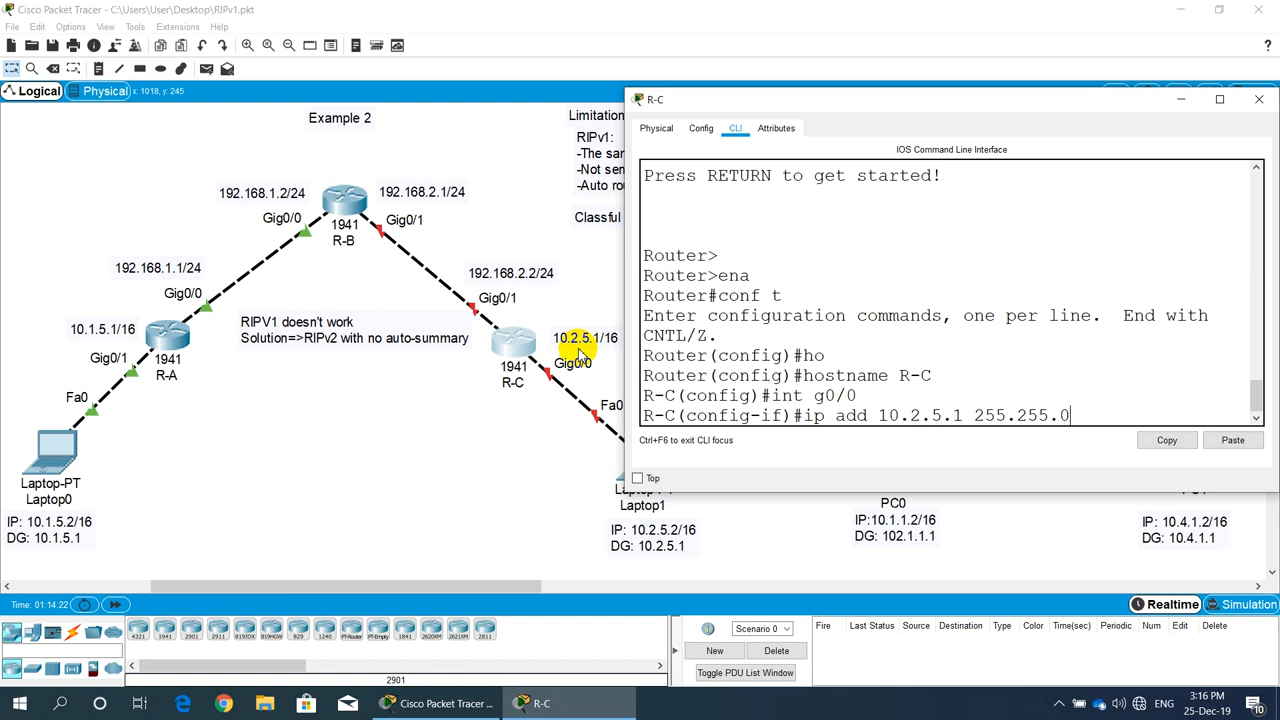 Cisco Packet Tracer - C:\Users\User\Desktop\RIPv1.pkt
File Edit Options View Tools Extensions Help
?
Logical Physical x: 1018, y: 245
Example 2
Limitation
RIPv1:
-The sa
-Not sen
-Auto ro
Classful
192.168.1.2/24
192.168.2.1/24
Gig0/0
Gig0/1
1941
R-B
192.168.1.1/24
Gig0/0
192.168.2.2/24
Gig0/1
10.1.5.1/16
Gig0/1
1941
R-A
RIPV1 doesn't work
Solution=>RIPv2 with no auto-summary
10.2.5.1/16
Gig0/0
1941
R-C
Fa0
Fa0
Laptop-PT
Laptop0
IP: 10.1.5.2/16
DG: 10.1.5.1
Laptop1
IP: 10.2.5.2/16
DG: 10.2.5.1
PC0
IP:10.1.1.2/16
DG: 102.1.1.1
IP: 10.4.1.2/16
DG: 10.4.1.1
R-C
Physical Config CLI Attributes
IOS Command Line Interface
Press RETURN to get started!
Router>
Router>ena
Router#conf t
Enter configuration commands, one per line. End with
CNTL/Z.
Router(config)#ho
Router(config)#hostname R-C
R-C(config)#int g0/0
R-C(config-if)#ip add 10.2.5.1 255.255.0
Ctrl+F6 to exit CLI focus
Copy Paste
Top
Time: 01:14:22
Realtime Simulation
4321 1941 2901 2911 819IOX 819HGW 829 1240 PT-Router PT-Empty 1841 2620XM 2621XM 2811
2901
Scenario 0
New Delete
Toggle PDU List Window
Fire Last Status Source Destination Type Color Time(sec) Periodic Num Edit Delete
Cisco Packet Tracer ...
R-C
ENG
3:16 PM
25-Dec-19
10